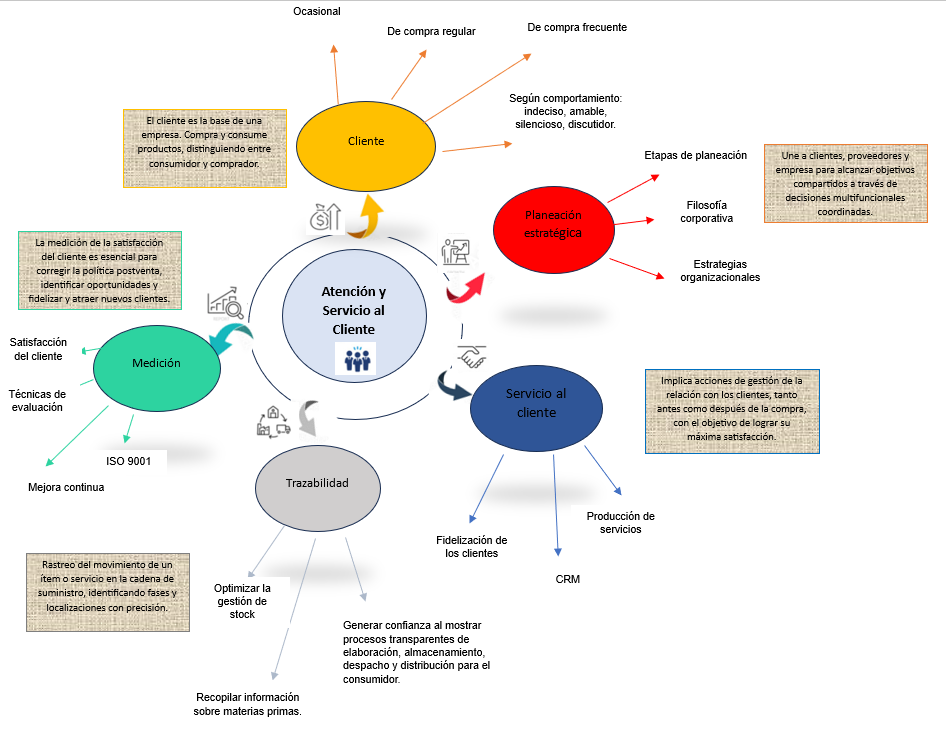 Ocasional
De compra regular
De compra frecuente
Según comportamiento:
indeciso, amable,
silencioso, discutidor.
El cliente es la base de una
empresa. Compra y consume
productos, distinguiendo entre
consumidor y comprador.
Cliente
Etapas de planeación
Filosofía
corporativa
Estrategias
organizacionales
Une a clientes, proveedores y
empresa para alcanzar objetivos
compartidos a través de
decisiones multifuncionales
coordinadas.
Planeación
estratégica
La medición de la satisfacción
del cliente es esencial para
corregir la política postventa,
identificar oportunidades y
fidelizar y atraer nuevos clientes.
Atención y
Servicio al
Cliente
Satisfacción
del cliente
Medición
Técnicas de
evaluación
ISO 9001
Mejora continua
Servicio al
cliente
Implica acciones de gestión de la
relación con los clientes, tanto
antes como después de la compra,
con el objetivo de lograr su
máxima satisfacción.
Trazabilidad
Producción de
servicios
Fidelización de
los clientes
CRM
Rastreo del movimiento de un
ítem o servicio en la cadena de
suministro, identificando fases y
localizaciones con precisión.
Optimizar la
gestión de
stock
Generar confianza al mostrar
procesos transparentes de
elaboración, almacenamiento,
despacho y distribución para el
consumidor.
Recopilar información
sobre materias primas.